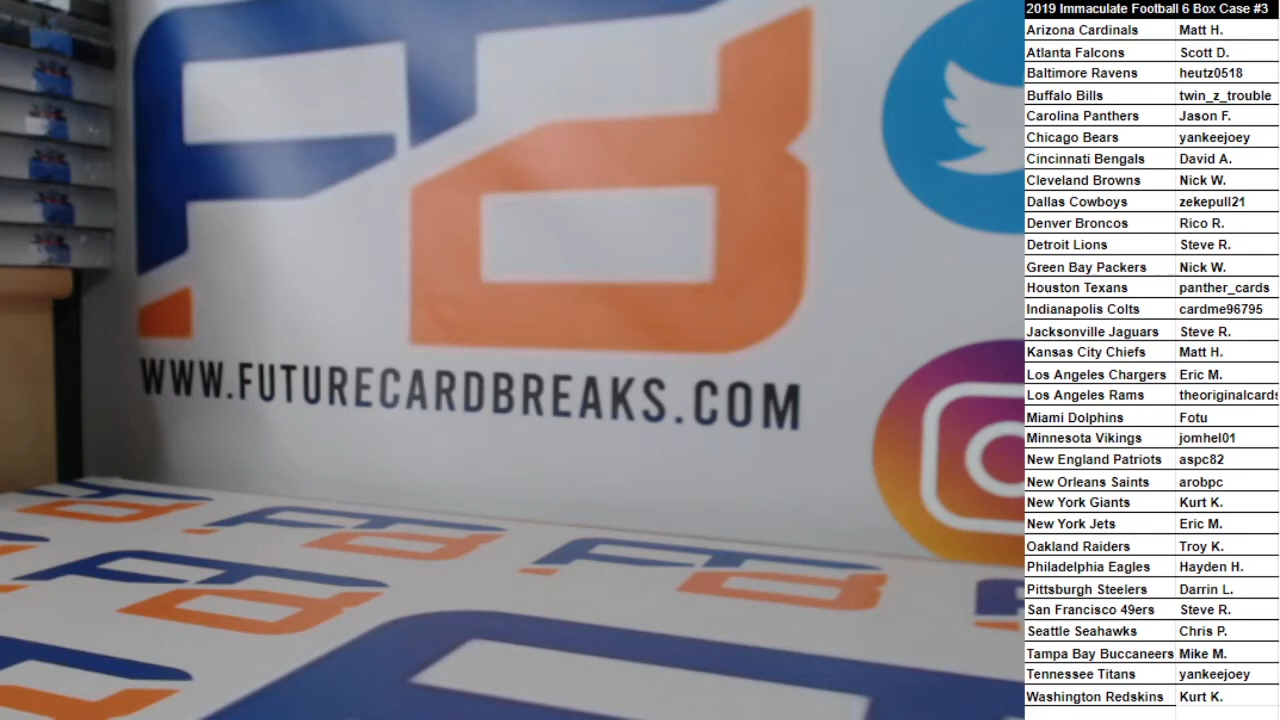 WWW.FUTURECARDBREAKS.COM
2019 Immaculate Football 6 Box Case #3
Arizona Cardinals Matt H.
Atlanta Falcons Scott D.
Baltimore Ravens heutz0518
Buffalo Bills twin_z_trouble
Carolina Panthers Jason F.
Chicago Bears yankeejoey
Cincinnati Bengals David A.
Cleveland Browns Nick W.
Dallas Cowboys zekepull21
Denver Broncos Rico R.
Detroit Lions Steve R.
Green Bay Packers Nick W.
Houston Texans panther_cards
Indianapolis Colts cardme96795
Jacksonville Jaguars Steve R.
Kansas City Chiefs Matt H.
Los Angeles Chargers Eric M.
Los Angeles Rams theoriginalcards
Miami Dolphins Fotu
Minnesota Vikings jomhel01
New England Patriots aspc82
New Orleans Saints arobpc
New York Giants Kurt K.
New York Jets Eric M.
Oakland Raiders Troy K.
Philadelphia Eagles Hayden H.
Pittsburgh Steelers Darrin L.
San Francisco 49ers Steve R.
Seattle Seahawks Chris P.
Tampa Bay Buccaneers Mike M.
Tennessee Titans yankeejoey
Washington Redskins Kurt K.